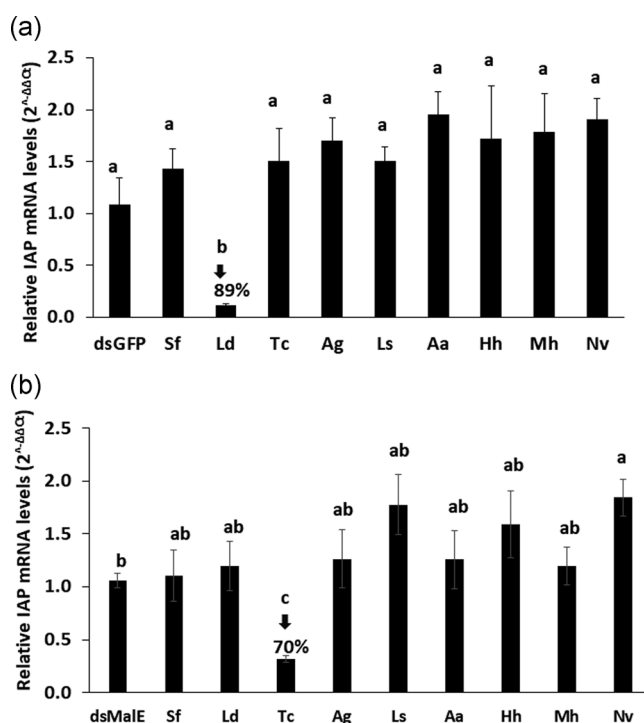 (a)
Relative IAP mRNA levels (2^-ΔΔct)
2.5
2.0
1.5
1.0
0.5
0.0
a a b a a a a a a a
89%
dsGFP Sf Ld Tc Ag Ls Aa Hh Mh Nv
(b)
Relative IAP mRNA levels (2^-ΔΔct)
2.5
2.0
1.5
1.0
0.5
0.0
b ab ab c ab ab ab ab ab a
70%
dsMalE Sf Ld Tc Ag Ls Aa Hh Mh Nv